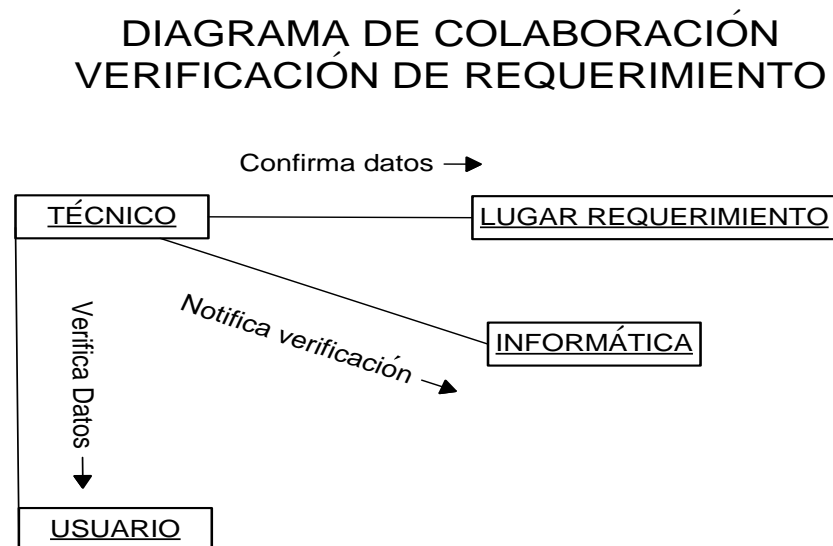 DIAGRAMA DE COLABORACIÓN
VERIFICACIÓN DE REQUERIMIENTO
Confirma datos
TÉCNICO
LUGAR REQUERIMIENTO
Notifica verificación
INFORMÁTICA
Verifica Datos
USUARIO